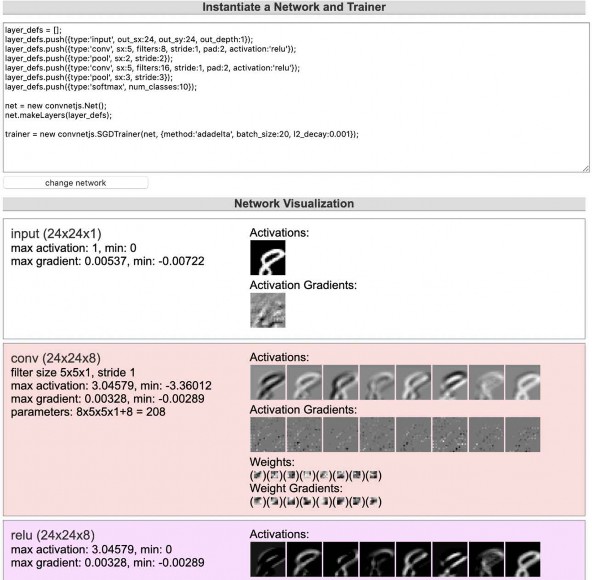 Instantiate a Network and Trainer
layer_defs = [];
layer_defs.push({type:'input', out_sx:24, out_sy:24, out_depth:1});
layer_defs.push({type:'conv', sx:5, filters:8, stride:1, pad:2, activation:'relu'});
layer_defs.push({type:'pool', sx:2, stride:2});
layer_defs.push({type:'conv', sx:5, filters:16, stride:1, pad:2, activation:'relu'});
layer_defs.push({type:'pool', sx:3, stride:3});
layer_defs.push({type:'softmax', num_classes:10});
net = new convnetjs.Net();
net.makeLayers(layer_defs);
trainer = new convnetjs.SGDTrainer(net, {method:'adadelta', batch_size:20, l2_decay:0.001});
change network
Network Visualization
input (24x24x1)
max activation: 1, min: 0
max gradient: 0.00537, min: -0.00722
Activations:
Activation Gradients:
conv (24x24x8)
filter size 5x5x1, stride 1
max activation: 3.04579, min: -3.36012
max gradient: 0.00328, min: -0.00289
parameters: 8x5x5x1+8 = 208
Activations:
Activation Gradients:
Weights:
()()()()()()()()
Weight Gradients:
()()()()()()()()
relu (24x24x8)
max activation: 3.04579, min: 0
max gradient: 0.00328, min: -0.00289
Activations: